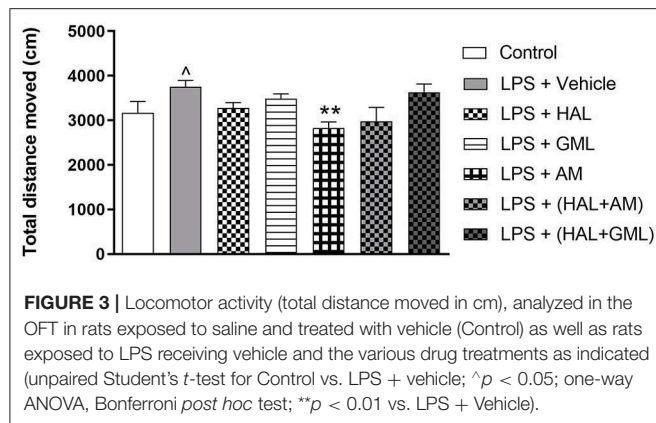 Total distance moved (cm)
5000
4000
3000
2000
1000
0
^
**
Control
LPS + Vehicle
LPS + HAL
LPS + GML
LPS + AM
LPS + (HAL+AM)
LPS + (HAL+GML)
FIGURE 3 | Locomotor activity (total distance moved in cm), analyzed in the
OFT in rats exposed to saline and treated with vehicle (Control) as well as rats
exposed to LPS receiving vehicle and the various drug treatments as indicated
(unpaired Student's t-test for Control vs. LPS + vehicle; ^p < 0.05; one-way
ANOVA, Bonferroni post hoc test; **p < 0.01 vs. LPS + Vehicle).